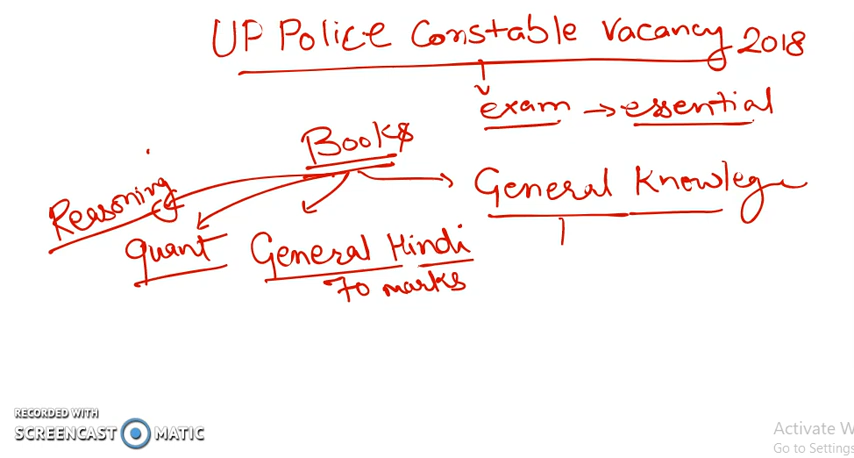 UP Police Constable Vacancy 2018
exam → essential
Books
Reasoning
General Knowlege
quant
General Hindi
70 marks
RECORDED WITH
SCREENCAST MATIC
Activate W
Go to Settings